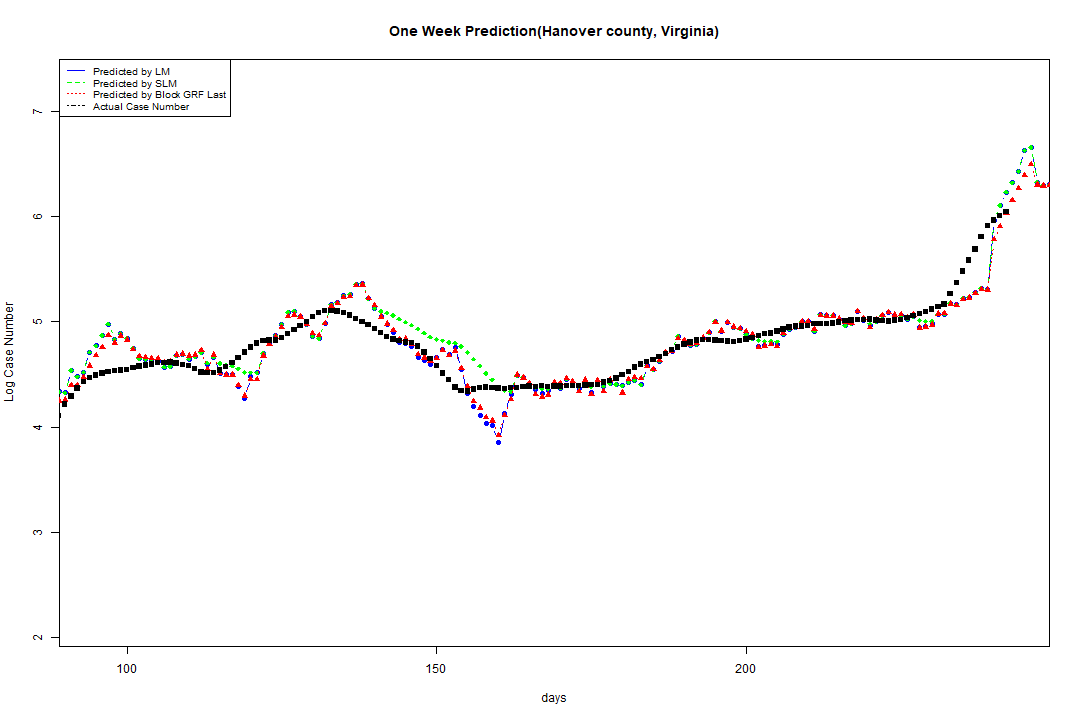 One Week Prediction(Hanover county, Virginia)
Predicted by LM
Predicted by SLM
Predicted by Block GRF Last
Actual Case Number
7
6
5
4
3
2
Log Case Number
100
150
200
days